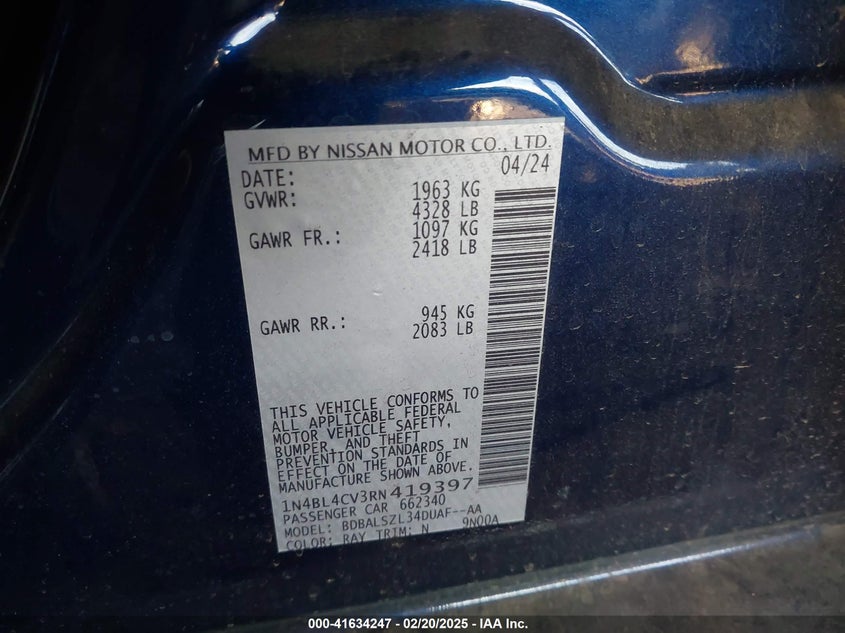 MFD BY NISSAN MOTOR CO., LTD.
DATE: 04/24
GVWR: 1963 KG
4328 LB
GAWR FR.: 1097 KG
2418 LB
GAWR RR.: 945 KG
2083 LB
THIS VEHICLE CONFORMS TO
ALL APPLICABLE FEDERAL
MOTOR VEHICLE SAFETY,
BUMPER, AND THEFT
PREVENTION STANDARDS IN
EFFECT ON THE DATE OF
MANUFACTURE SHOWN ABOVE.
1N4BL4CV3RN419397
PASSENGER CAR 662340
MODEL: BDBALSZL34DUAF--AA
COLOR: RAY TRIM: N 9N00A
000-41634247 - 02/20/2025 - IAA Inc.